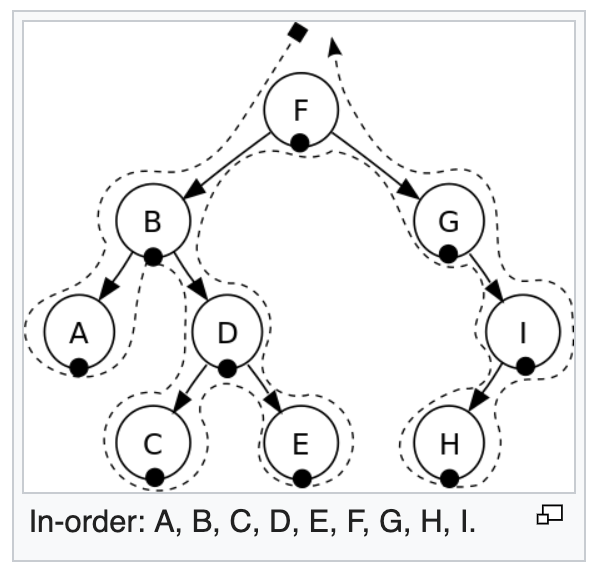 F
B
G
A
D
I
C
E
H
In-order: A, B, C, D, E, F, G, H, I.